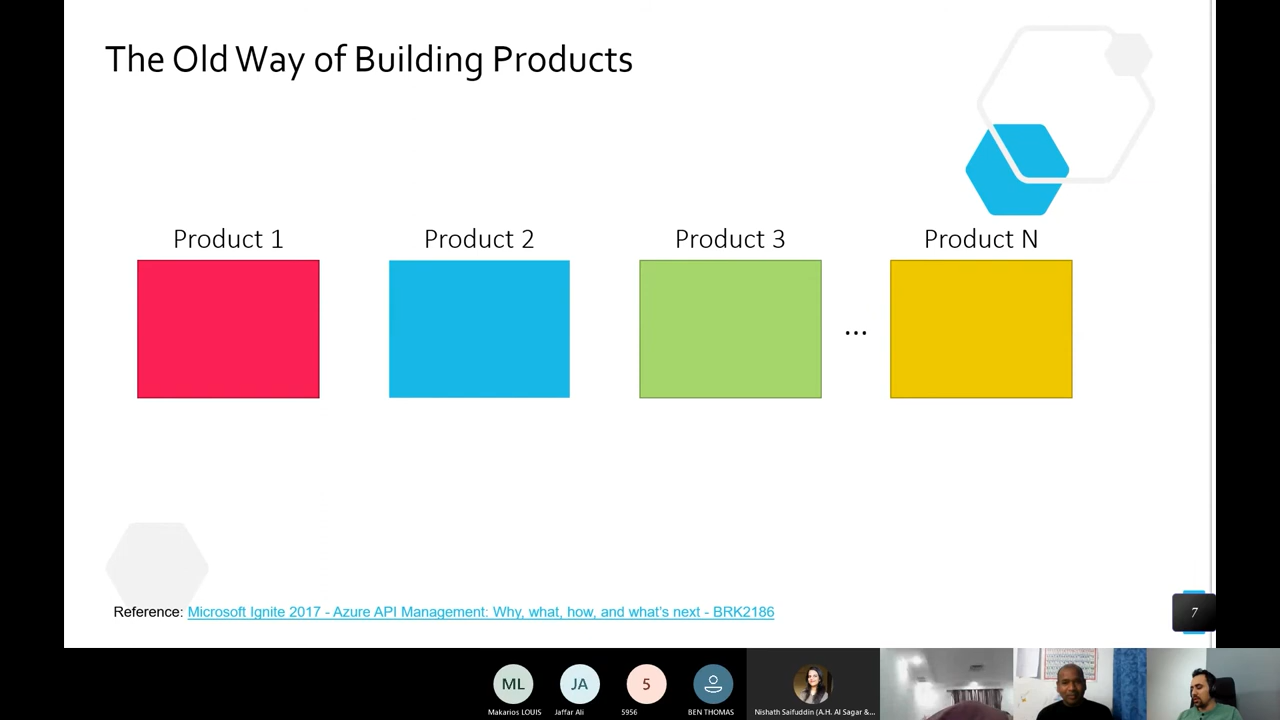 The Old Way of Building Products
Product 1
Product 2
Product 3
Product N
...
Reference: Microsoft Ignite 2017 - Azure API Management: Why, what, how, and what's next - BRK2186
7
ML
JA
5
Makarios LOUIS
Jaffar Ali
5956
BEN THOMAS
Nishath Saifuddin (A.H. Al Sagar &...